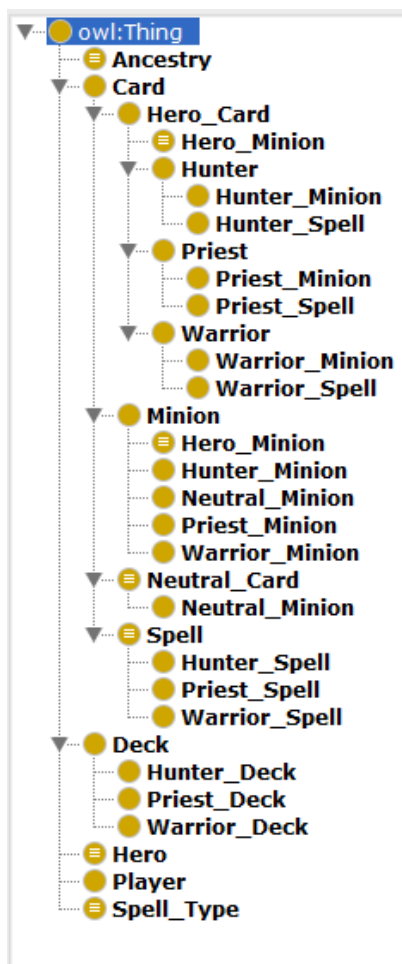 owl:Thing
Ancestry
Card
Hero_Card
Hero_Minion
Hunter
Hunter_Minion
Hunter_Spell
Priest
Priest_Minion
Priest_Spell
Warrior
Warrior_Minion
Warrior_Spell
Minion
Hero_Minion
Hunter_Minion
Neutral_Minion
Priest_Minion
Warrior_Minion
Neutral_Card
Neutral_Minion
Spell
Hunter_Spell
Priest_Spell
Warrior_Spell
Deck
Hunter_Deck
Priest_Deck
Warrior_Deck
Hero
Player
Spell_Type